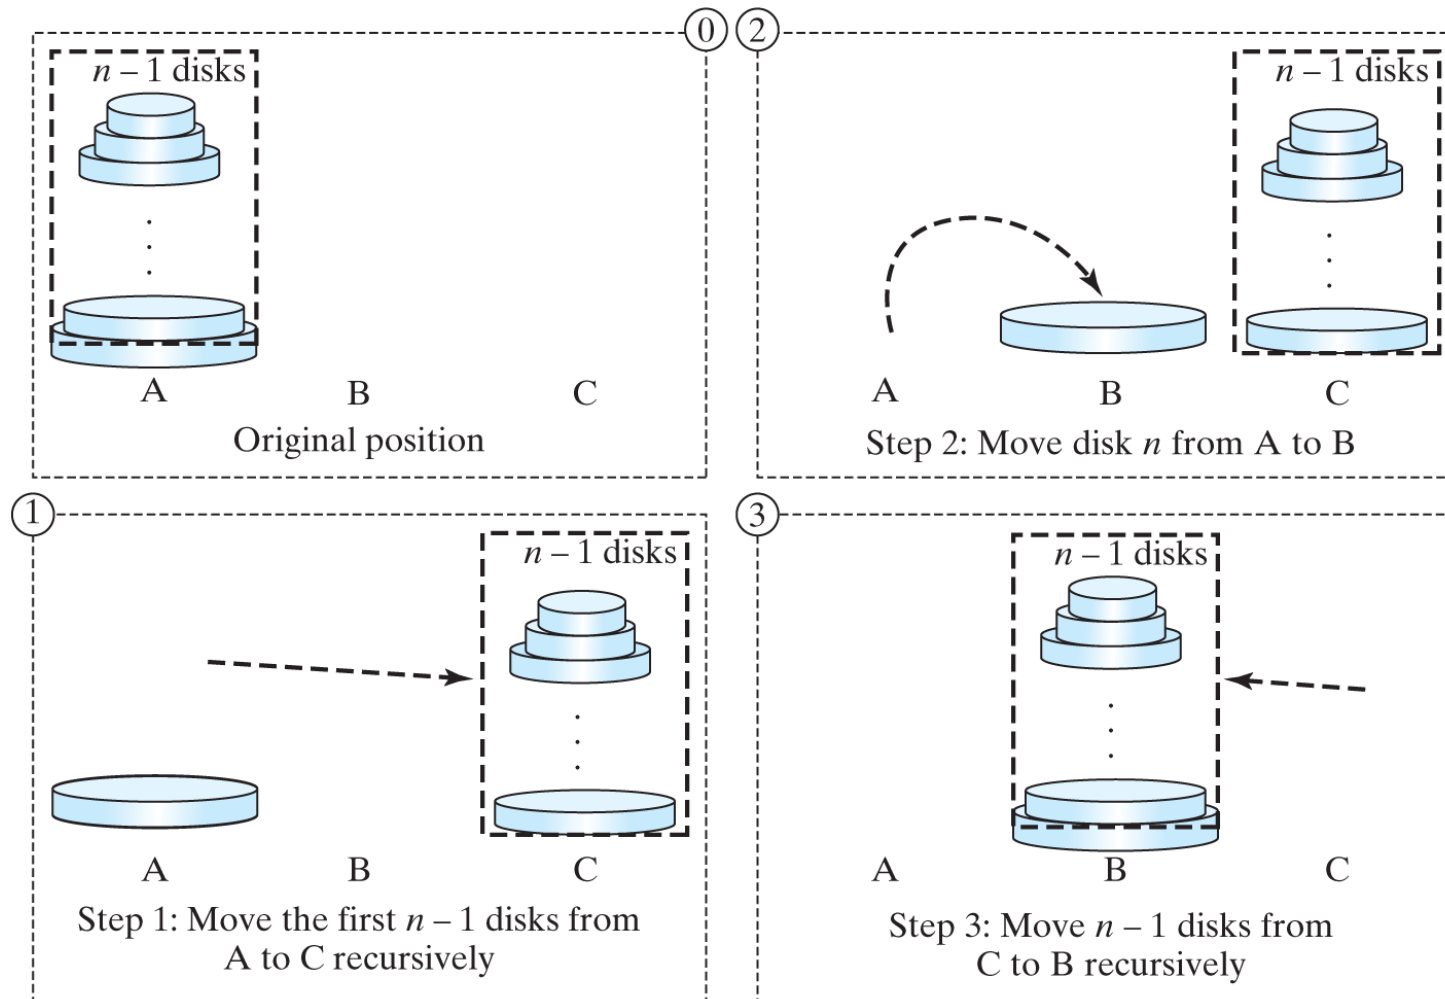 0
n – 1 disks
A
B
C
Original position
1
n – 1 disks
A
B
C
Step 1: Move the first n – 1 disks from
A to C recursively
2
n – 1 disks
A
B
C
Step 2: Move disk n from A to B
3
n – 1 disks
A
B
C
Step 3: Move n – 1 disks from
C to B recursively